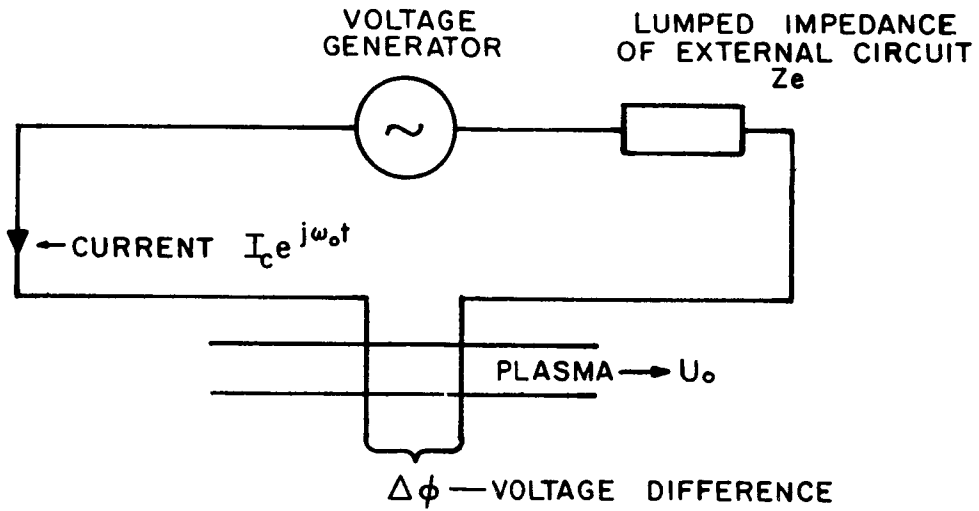 VOLTAGE
GENERATOR
LUMPED IMPEDANCE
OF EXTERNAL CIRCUIT
Ze
~
←CURRENT I_c e^{jω₀t}
PLASMA → U₀
Δϕ — VOLTAGE DIFFERENCE